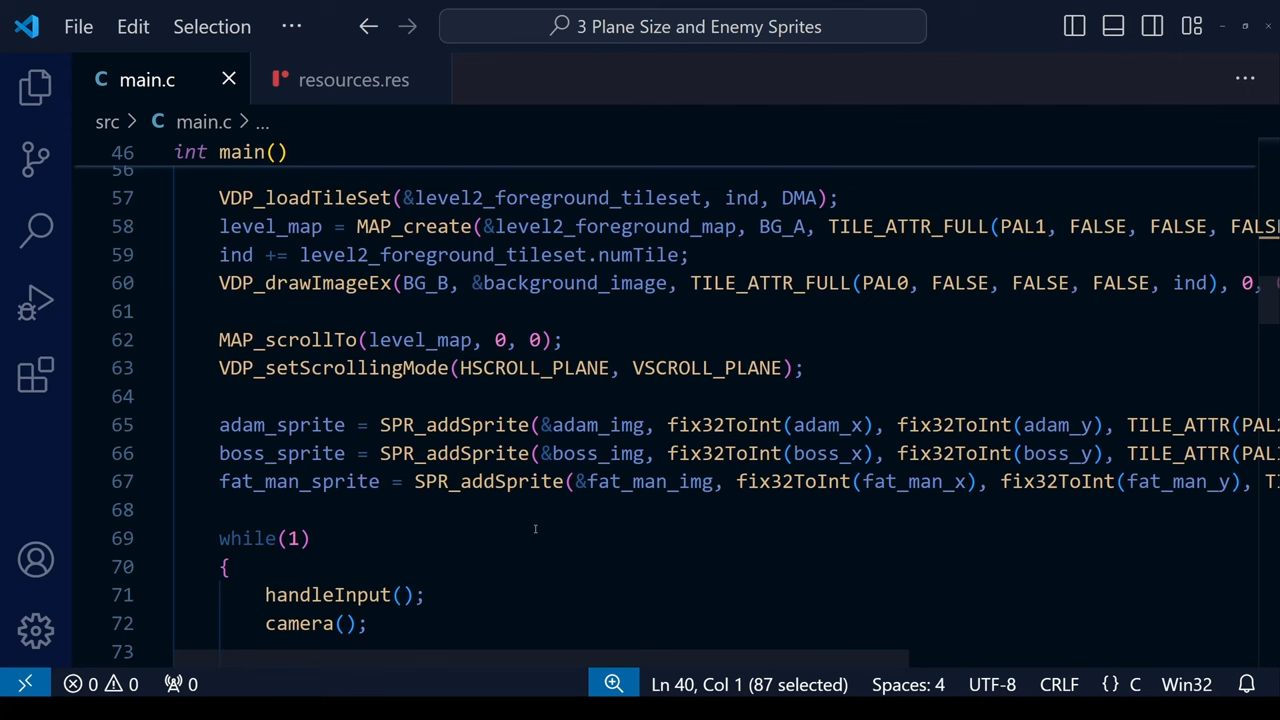 File Edit Selection ··· 3 Plane Size and Enemy Sprites
C main.c resources.res ···
src > C main.c > ...
46 int main()
56
57 VDP_loadTileSet(&level2_foreground_tileset, ind, DMA);
58 level_map = MAP_create(&level2_foreground_map, BG_A, TILE_ATTR_FULL(PAL1, FALSE, FALSE, FALS
59 ind += level2_foreground_tileset.numTile;
60 VDP_drawImageEx(BG_B, &background_image, TILE_ATTR_FULL(PAL0, FALSE, FALSE, FALSE, ind), 0,
61
62 MAP_scrollTo(level_map, 0, 0);
63 VDP_setScrollingMode(HSCROLL_PLANE, VSCROLL_PLANE);
64
65 adam_sprite = SPR_addSprite(&adam_img, fix32ToInt(adam_x), fix32ToInt(adam_y), TILE_ATTR(PAL
66 boss_sprite = SPR_addSprite(&boss_img, fix32ToInt(boss_x), fix32ToInt(boss_y), TILE_ATTR(PAL
67 fat_man_sprite = SPR_addSprite(&fat_man_img, fix32ToInt(fat_man_x), fix32ToInt(fat_man_y), TI
68
69 while(1)
70 {
71 handleInput();
72 camera();
73
0 0 0 Ln 40, Col 1 (87 selected) Spaces: 4 UTF-8 CRLF {} C Win32